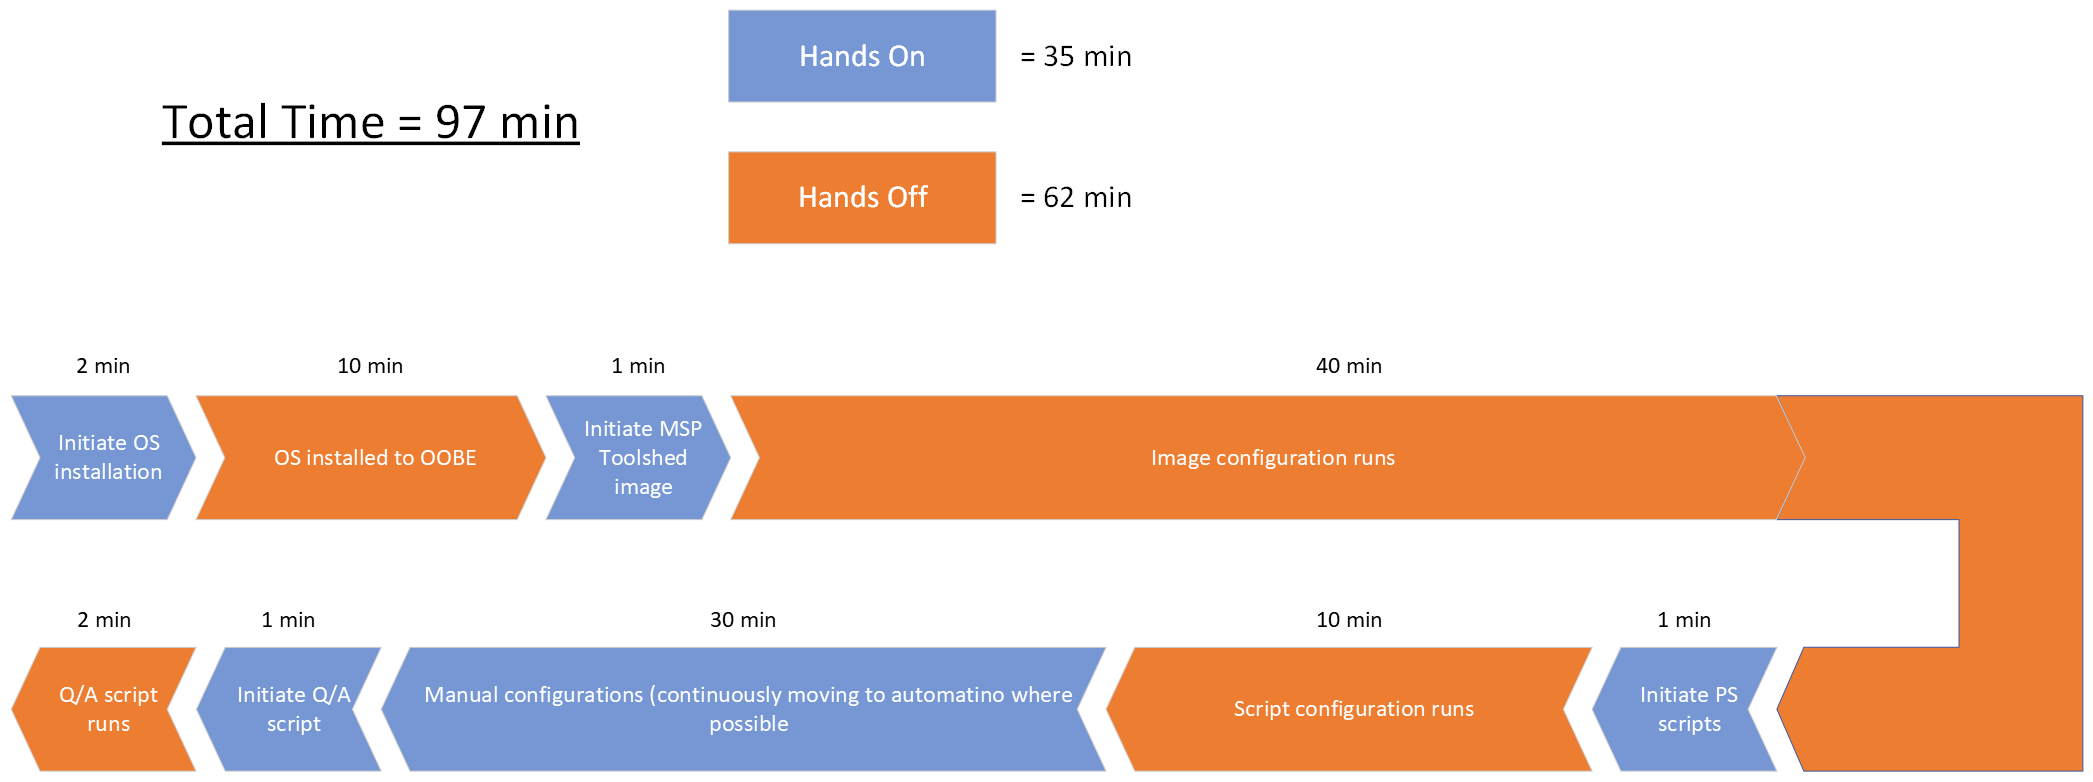 Hands On
= 35 min
Total Time = 97 min
Hands Off
= 62 min
2 min
10 min
1 min
40 min
Initiate OS
installation
OS installed to OOBE
Initiate MSP
Toolshed
image
Image configuration runs
2 min
1 min
30 min
10 min
1 min
Q/A script
runs
Initiate Q/A
script
Manual configurations (continuously moving to automatino where
possible
Script configuration runs
Initiate PS
scripts